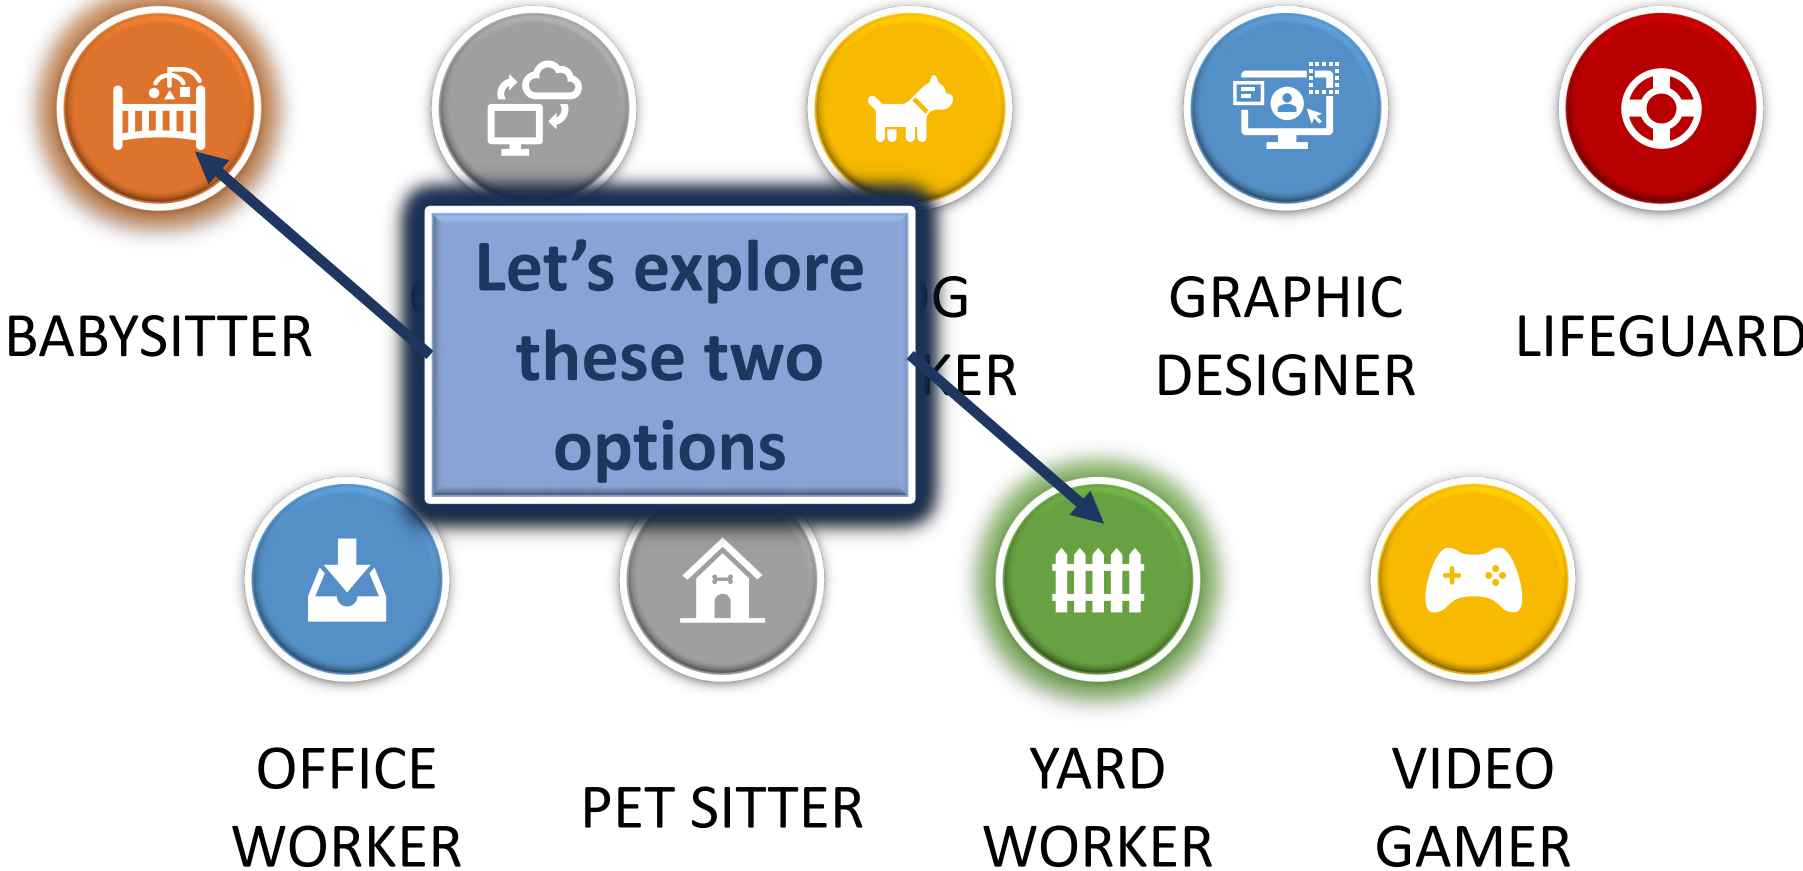 Let's explore
these two
options
BABYSITTER
GRAPHIC
DESIGNER
LIFEGUARD
OFFICE
WORKER
PET SITTER
YARD
WORKER
VIDEO
GAMER